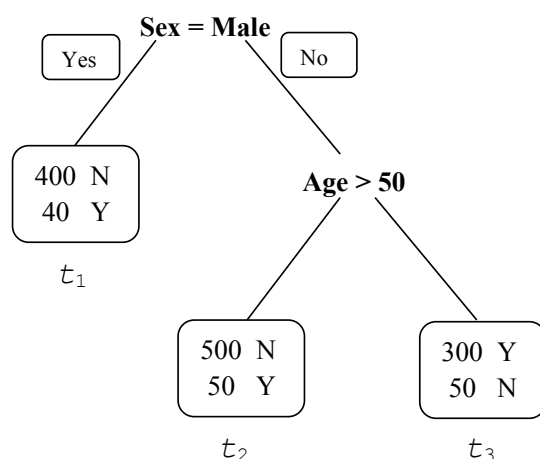 Sex = Male
Yes
No
400 N
40 Y
Age > 50
t₁
500 N
50 Y
300 Y
50 N
t₂
t₃